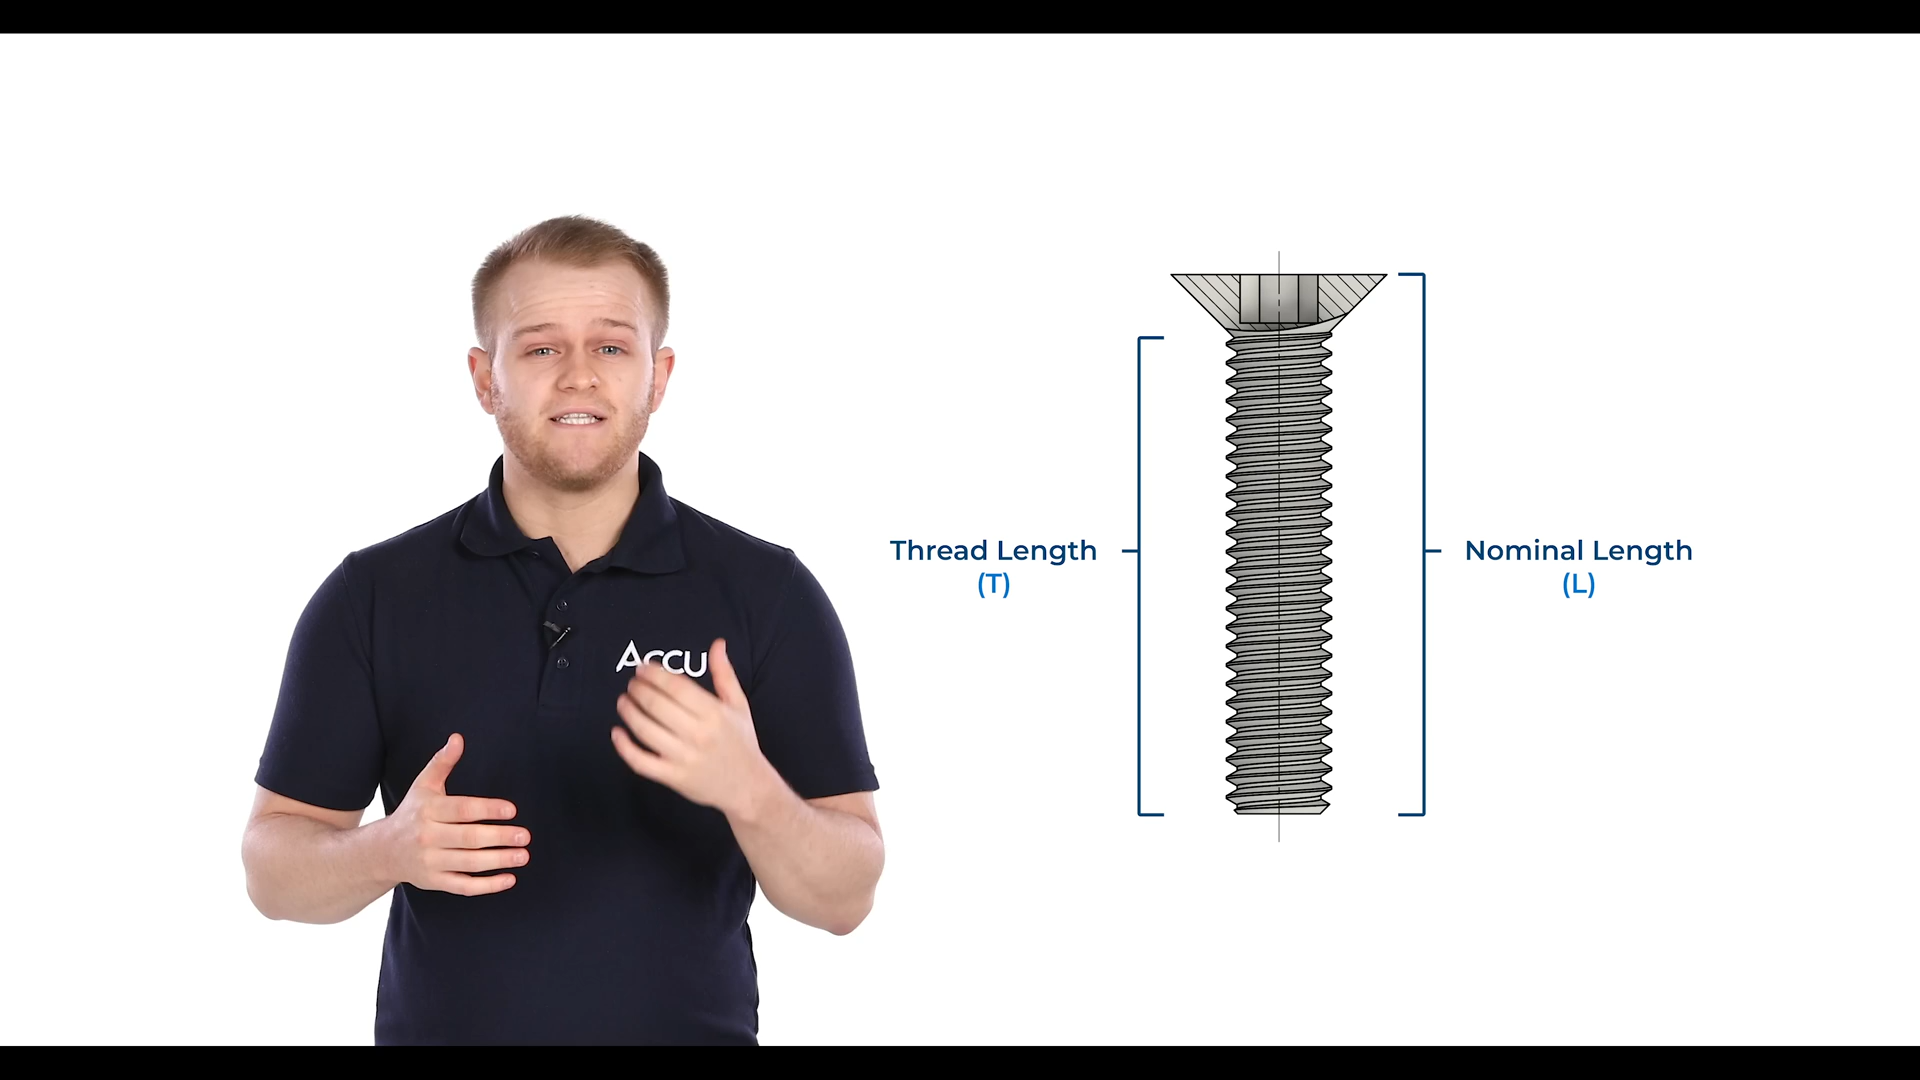 ACCU
Thread Length
(T)
Nominal Length
(L)